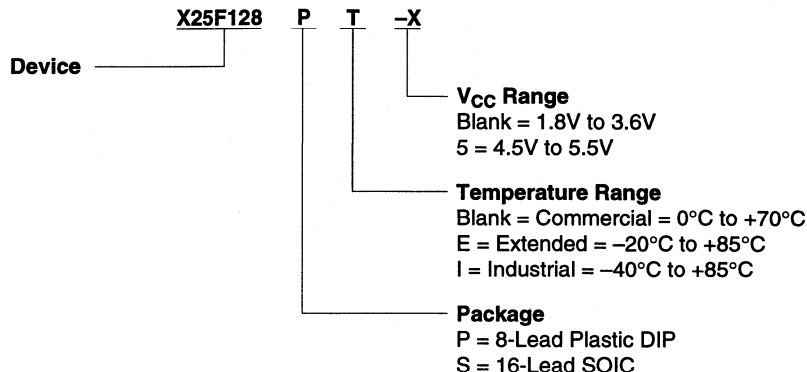 X25F128 P T –X
Device
VCC Range
Blank = 1.8V to 3.6V
5 = 4.5V to 5.5V
Temperature Range
Blank = Commercial = 0°C to +70°C
E = Extended = –20°C to +85°C
I = Industrial = –40°C to +85°C
Package
P = 8-Lead Plastic DIP
S = 16-Lead SOIC